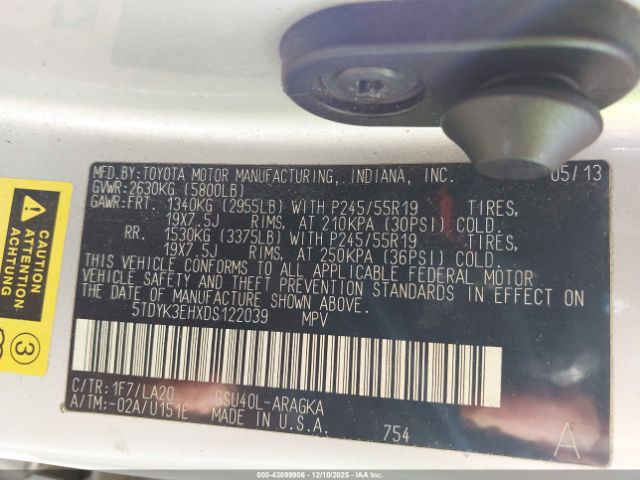 MFD.BY:TOYOTA MOTOR MANUFACTURING, INDIANA, INC. 05/13
GVWR:2630KG (5800LB)
GAWR:FRT. 1340KG (2955LB) WITH P245/55R19 TIRES,
19X7.5J RIMS, AT 210KPA (30PSI) COLD.
RR. 1530KG (3375LB) WITH P245/55R19 TIRES,
19X7.5J RIMS, AT 250KPA (36PSI) COLD.
THIS VEHICLE CONFORMS TO ALL APPLICABLE FEDERAL MOTOR
VEHICLE SAFETY AND THEFT PREVENTION STANDARDS IN EFFECT ON
THE DATE OF MANUFACTURE SHOWN ABOVE.
5TDYK3EHXDS122039 MPV
C/TR:1F7/LA20 GSU40L-ARAGKA
A/TM:-02A/U151E MADE IN U.S.A. 754 A
CAUTION
ATTENTION
ACHTUNG
3
000-43899906 - 12/10/2025 - IAA Inc.